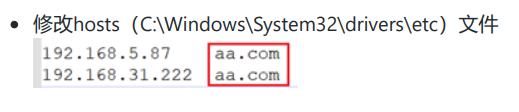 • 修改hosts（C:\Windows\System32\drivers\etc）文件
192.168.5.87 aa.com
192.168.31.222 aa.com